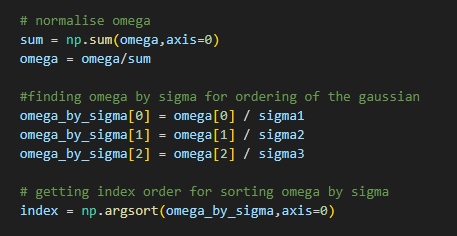 # normalise omega
sum = np.sum(omega,axis=0)
omega = omega/sum
#finding omega by sigma for ordering of the gaussian
omega_by_sigma[0] = omega[0] / sigma1
omega_by_sigma[1] = omega[1] / sigma2
omega_by_sigma[2] = omega[2] / sigma3
# getting index order for sorting omega by sigma
index = np.argsort(omega_by_sigma,axis=0)